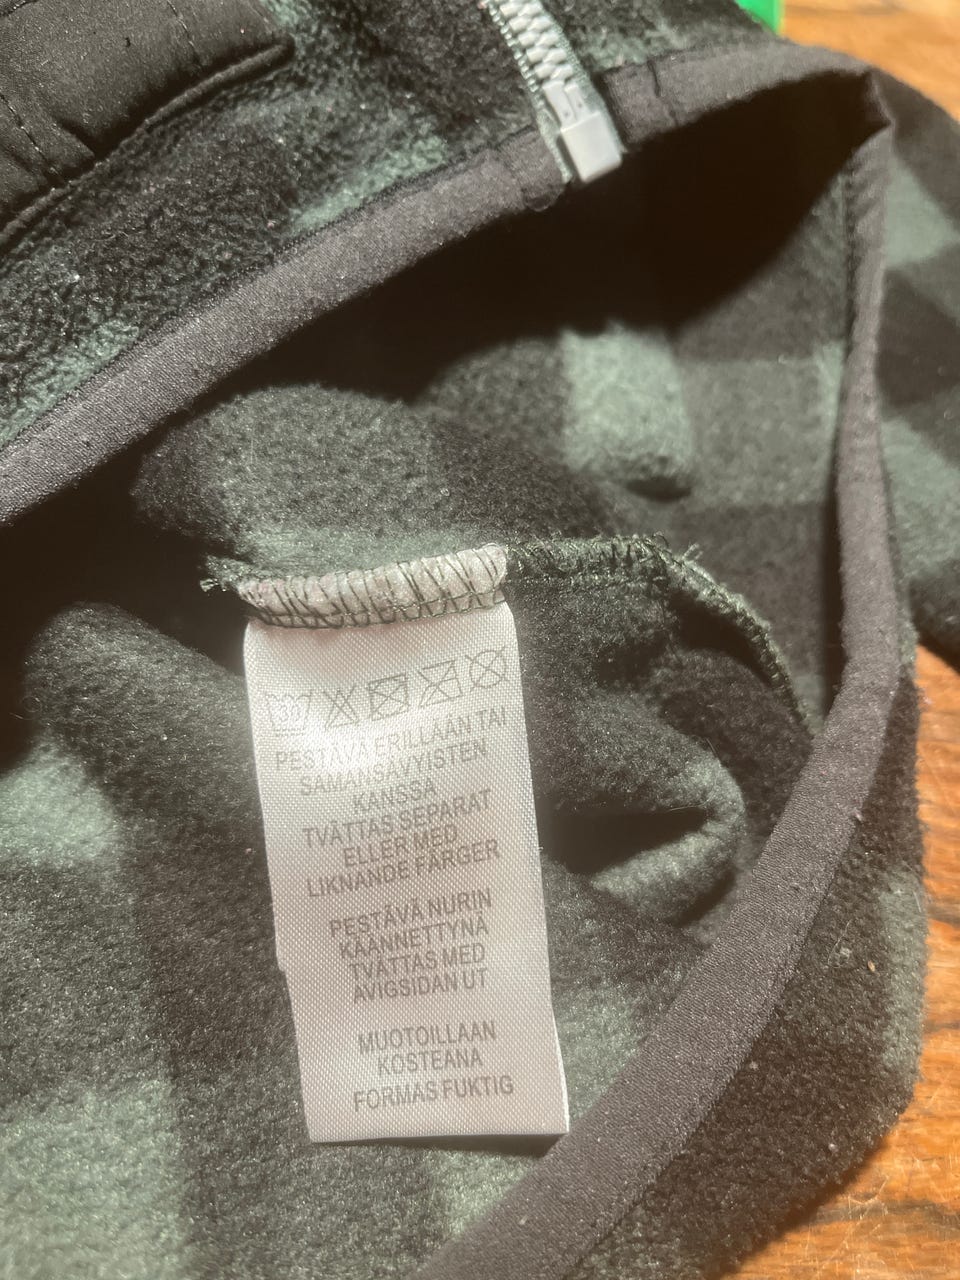 30
PESTÄVÄ ERILLÄÄN TAI
SAMANSÄVYISTEN
KANSSA
TVÄTTAS SEPARAT
ELLER MED
LIKNANDE FÄRGER
PESTÄVÄ NURIN
KÄÄNNETTYNÄ
TVÄTTAS MED
AVIGSIDAN UT
MUOTOILLAAN
KOSTEANA
FORMAS FUKTIG